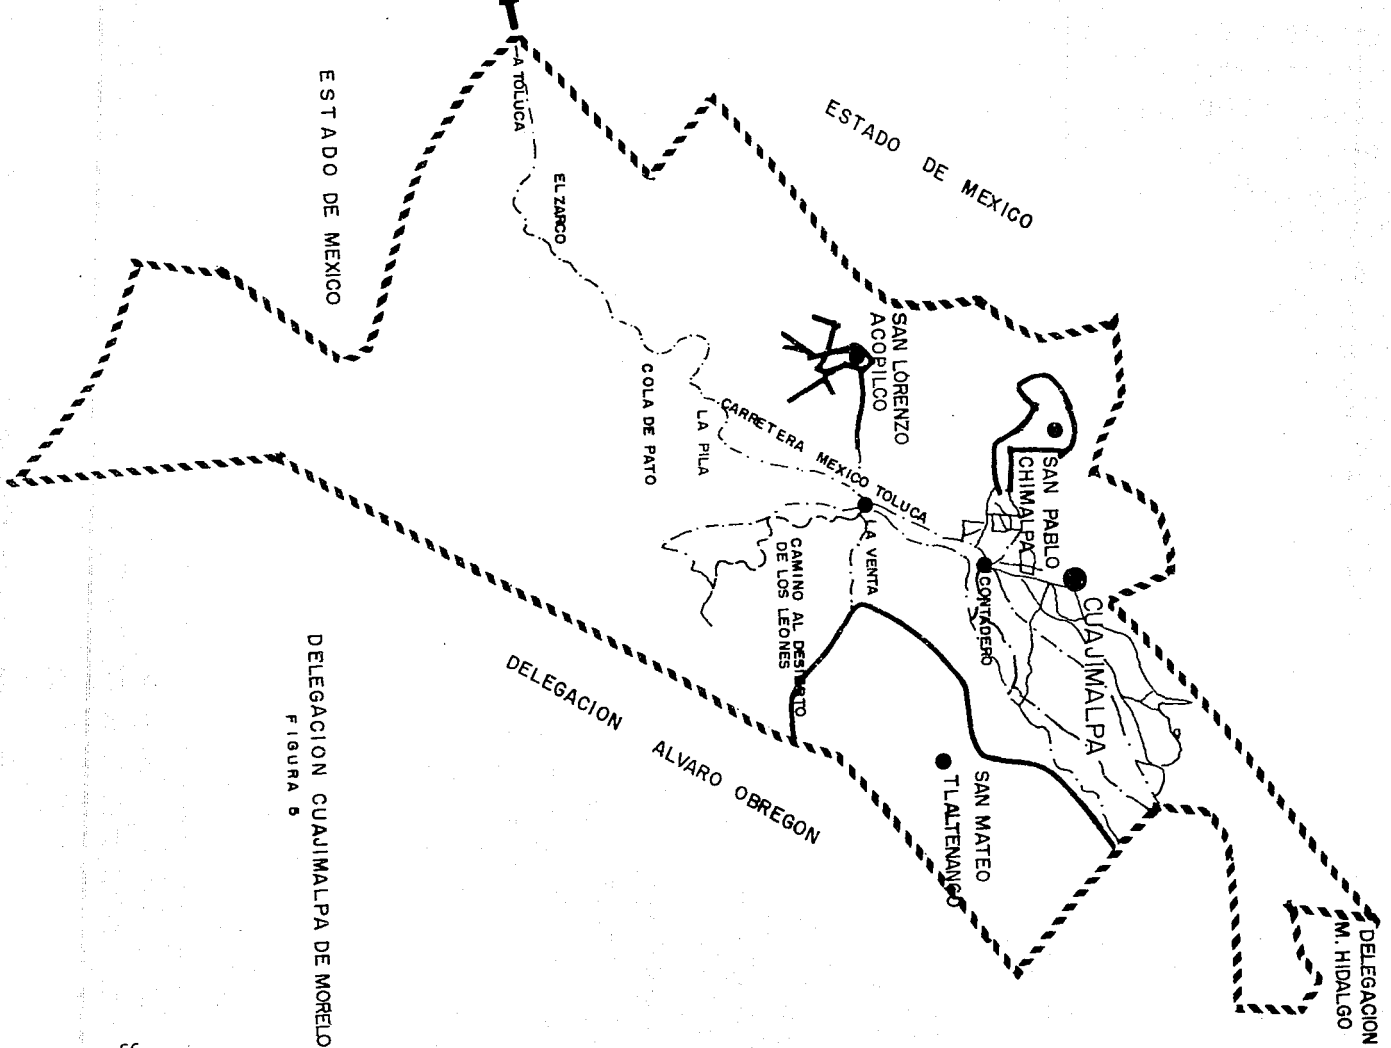 DELEGACION
M. HIDALGO
ESTADO DE MEXICO
SAN PABLO
CHIMALPA
CUAJIMALPA
CONTADERO
SAN LORENZO
ACOPILCO
LA VENTA
SAN MATEO
TLALTENANGO
CARRETERA MEXICO TOLUCA
CAMINO AL DESIERTO
DE LOS LEONES
LA PILA
COLA DE PATO
EL ZARCO
A TOLUCA
DELEGACION ALVARO OBREGON
ESTADO DE MEXICO
DELEGACION CUAJIMALPA DE MORELO
FIGURA 5